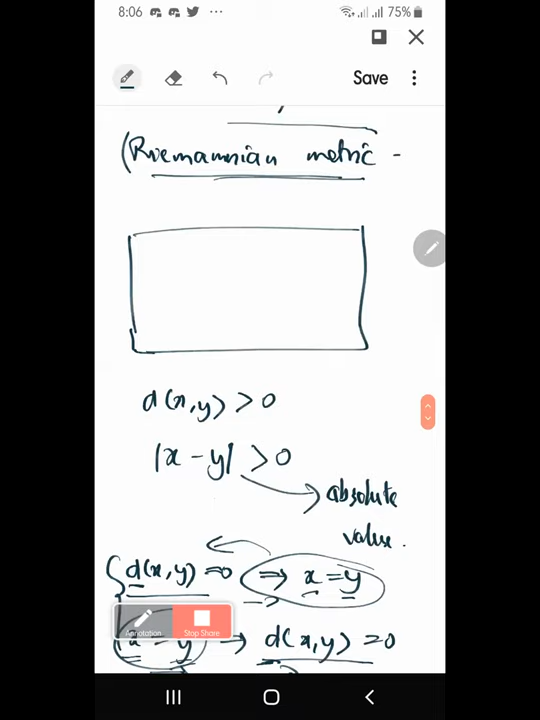 8:06 ... 75%
Save
(Riemannian metric -
d(x,y) > 0
|x - y| > 0
absolute
value.
d(x,y) = 0 ⇒ x = y
Annotation Stop Share
x = y → d(x,y) = 0